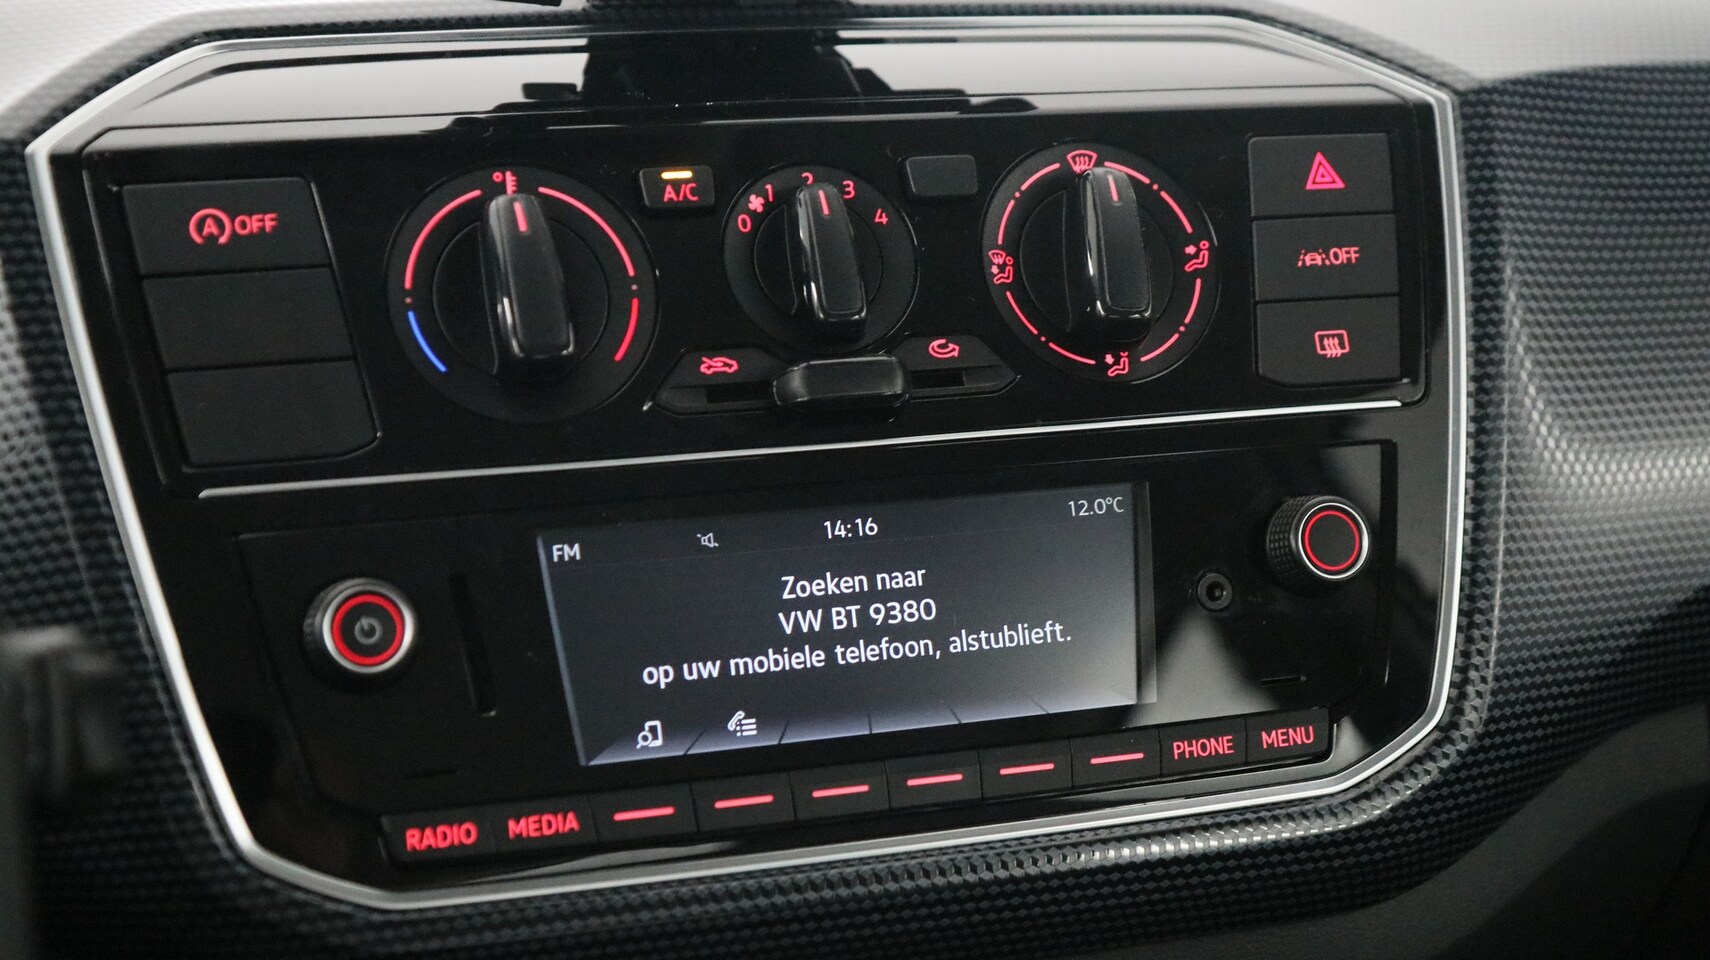 A OFF
A/C
0 1 2 3 4
OFF
FM 14:16 12.0°C
Zoeken naar
VW BT 9380
op uw mobiele telefoon, alstublieft.
RADIO MEDIA PHONE MENU